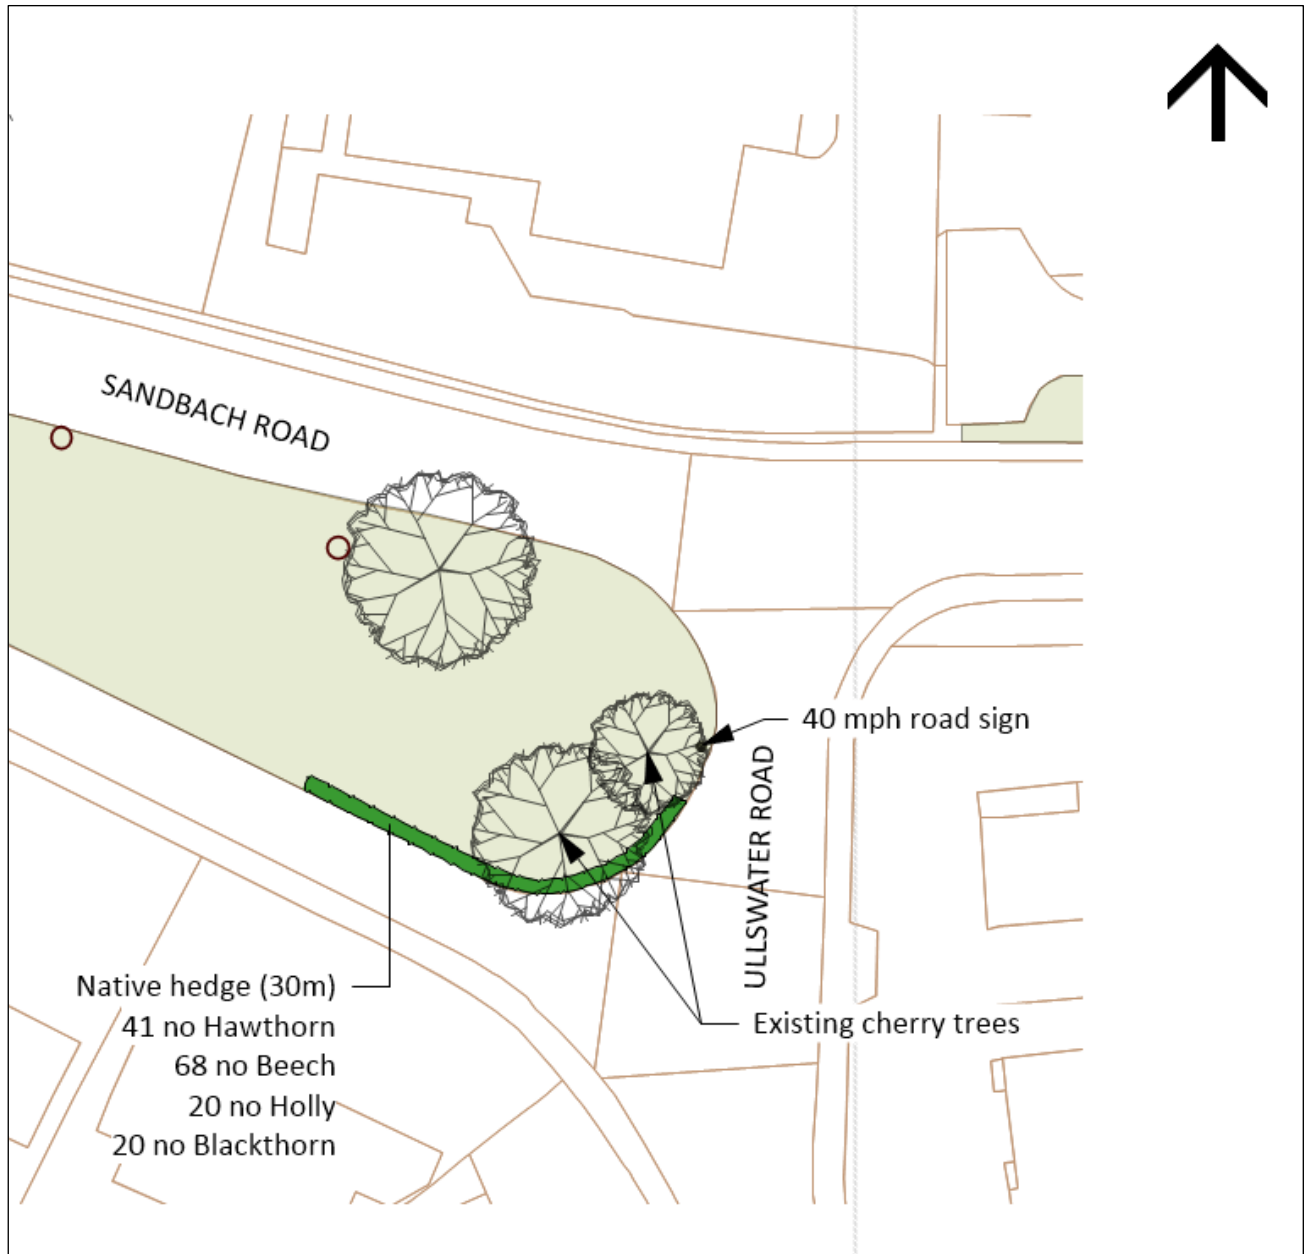 SANDBACH ROAD
40 mph road sign
ULLSWATER ROAD
Native hedge (30m)
41 no Hawthorn
68 no Beech
20 no Holly
20 no Blackthorn
Existing cherry trees